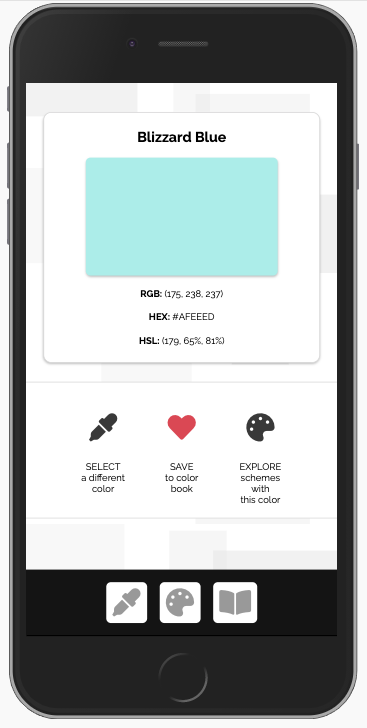 Blizzard Blue
RGB: (175, 238, 237)
HEX: #AFEEED
HSL: (179, 65%, 81%)
SELECT
a different
color
SAVE
to color
book
EXPLORE
schemes
with
this color